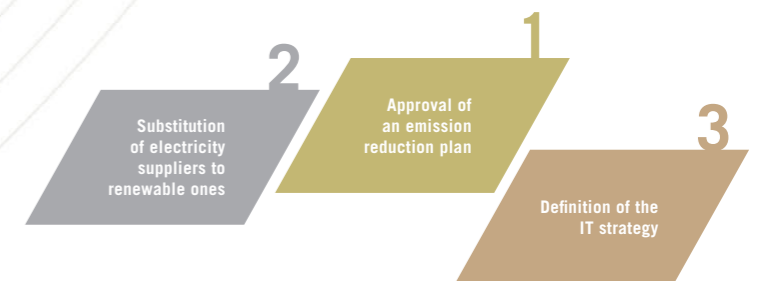 2
Substitution
of electricity
suppliers to
renewable ones
1
Approval of
an emission
reduction plan
3
Definition of the
IT strategy